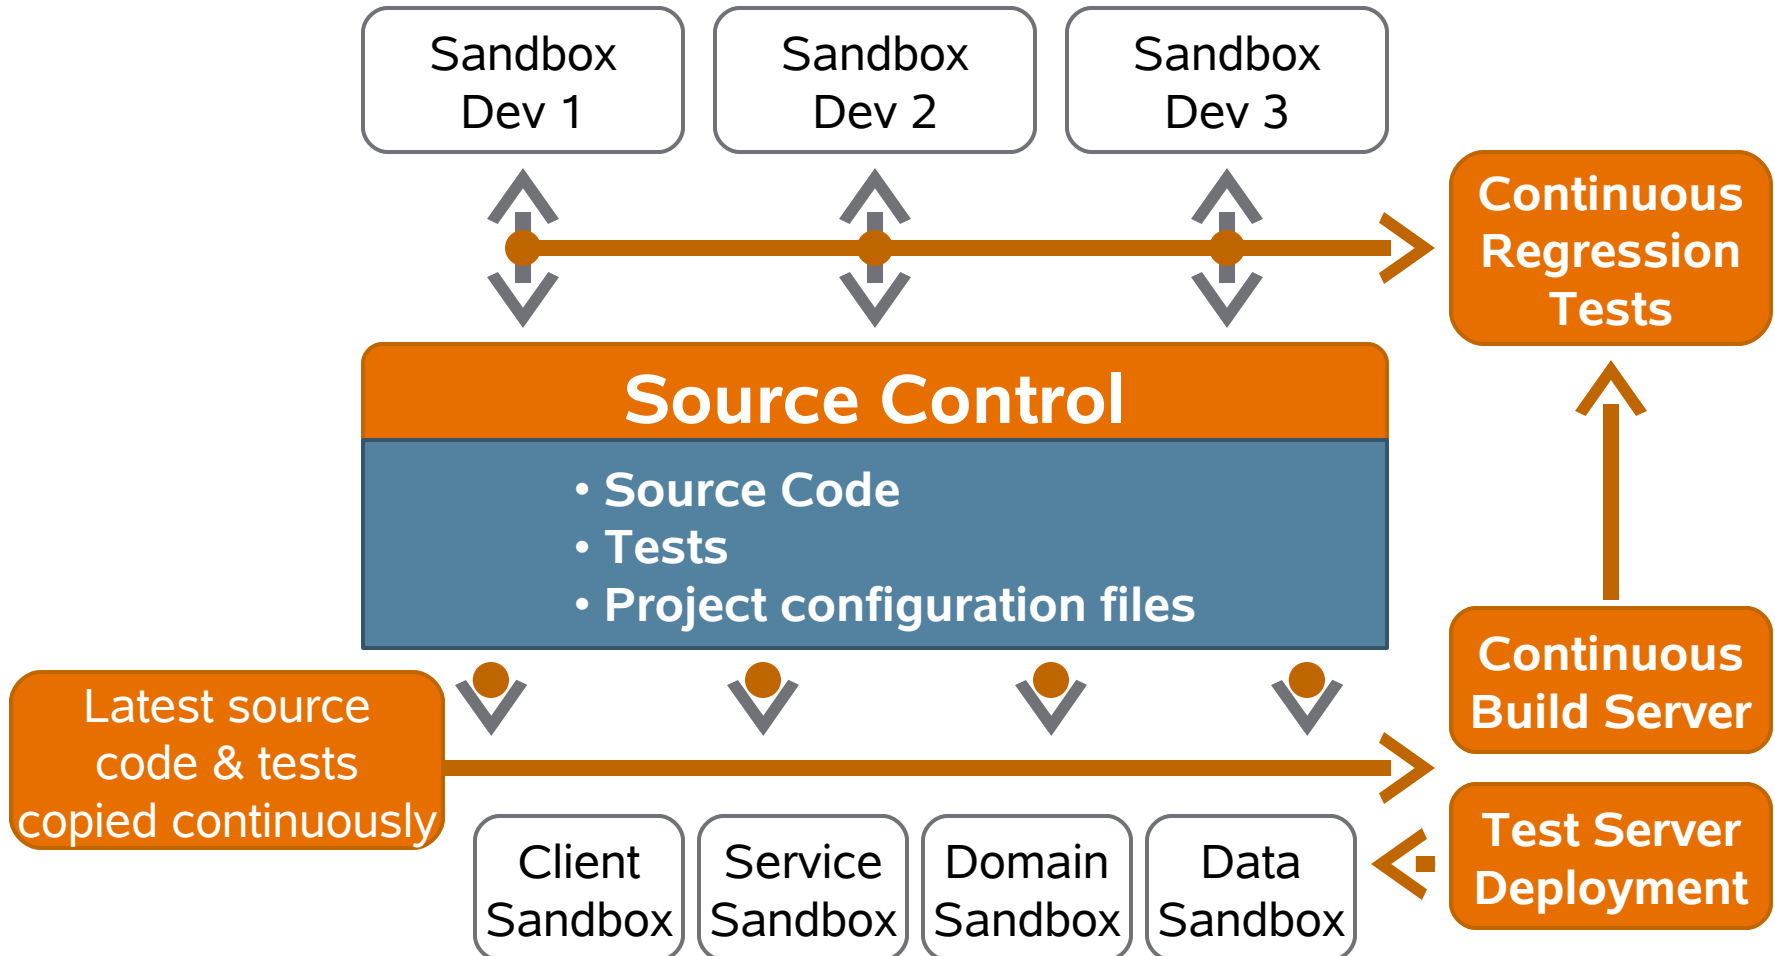 Sandbox
Dev 1
Sandbox
Dev 2
Sandbox
Dev 3
Continuous
Regression
Tests
Source Control
• Source Code
• Tests
• Project configuration files
Continuous
Build Server
Latest source
code & tests
copied continuously
Test Server
Deployment
Client
Sandbox
Service
Sandbox
Domain
Sandbox
Data
Sandbox